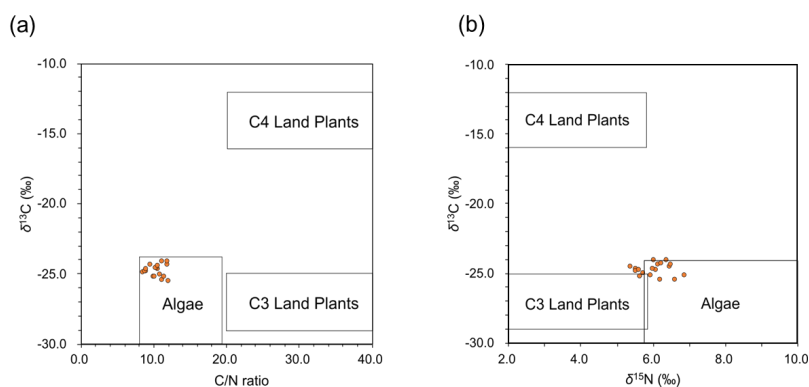 (a)
-10.0
-15.0
-20.0
-25.0
-30.0
δ¹³C (‰)
C4 Land Plants
Algae
C3 Land Plants
0.0 10.0 20.0 30.0 40.0
C/N ratio
(b)
-10.0
-15.0
-20.0
-25.0
-30.0
δ¹³C (‰)
C4 Land Plants
C3 Land Plants
Algae
2.0 4.0 6.0 8.0 10.0
δ¹⁵N (‰)